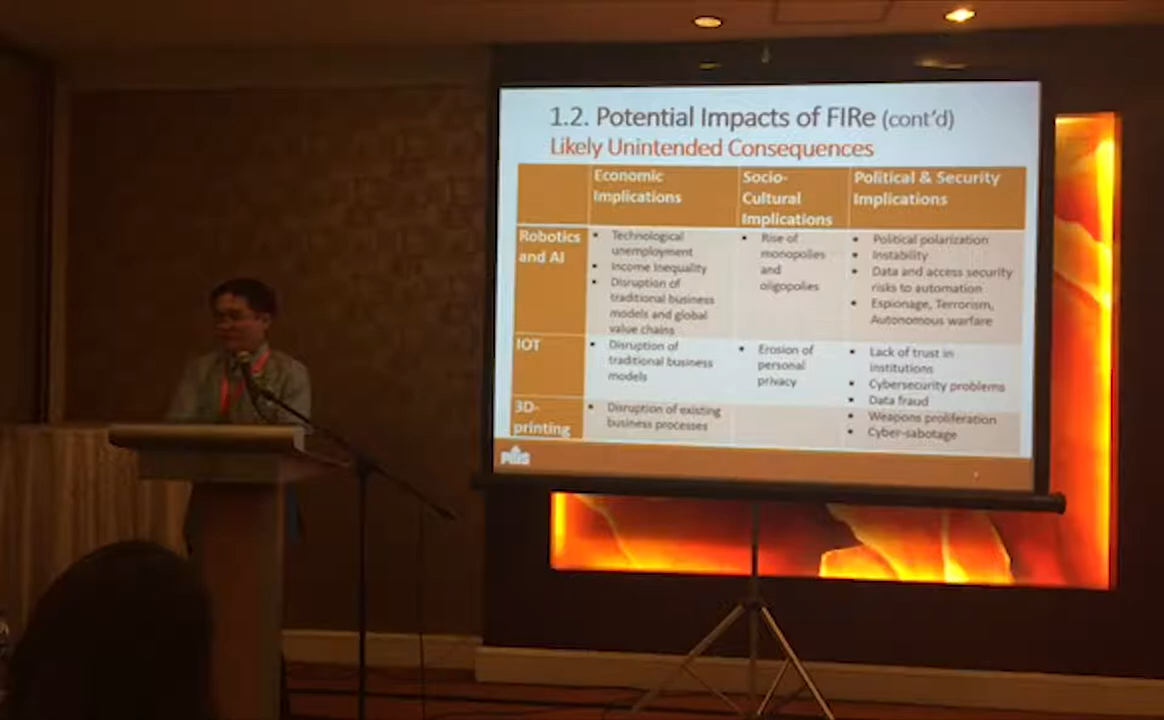 1.2. Potential Impacts of FIRe (cont'd)
Likely Unintended Consequences
Economic
Implications
Socio-
Cultural
Implications
Political & Security
Implications
Robotics
and AI
• Technological
unemployment
• Income Inequality
• Disruption of
traditional business
models and global
value chains
• Rise of
monopolies
and
oligopolies
• Political polarization
• Instability
• Data and access security
risks to automation
• Espionage, Terrorism,
Autonomous warfare
IOT
• Disruption of
traditional business
models
• Erosion of
personal
privacy
• Lack of trust in
institutions
• Cybersecurity problems
• Data fraud
3D-
printing
• Disruption of existing
business processes
• Weapons proliferation
• Cyber-sabotage